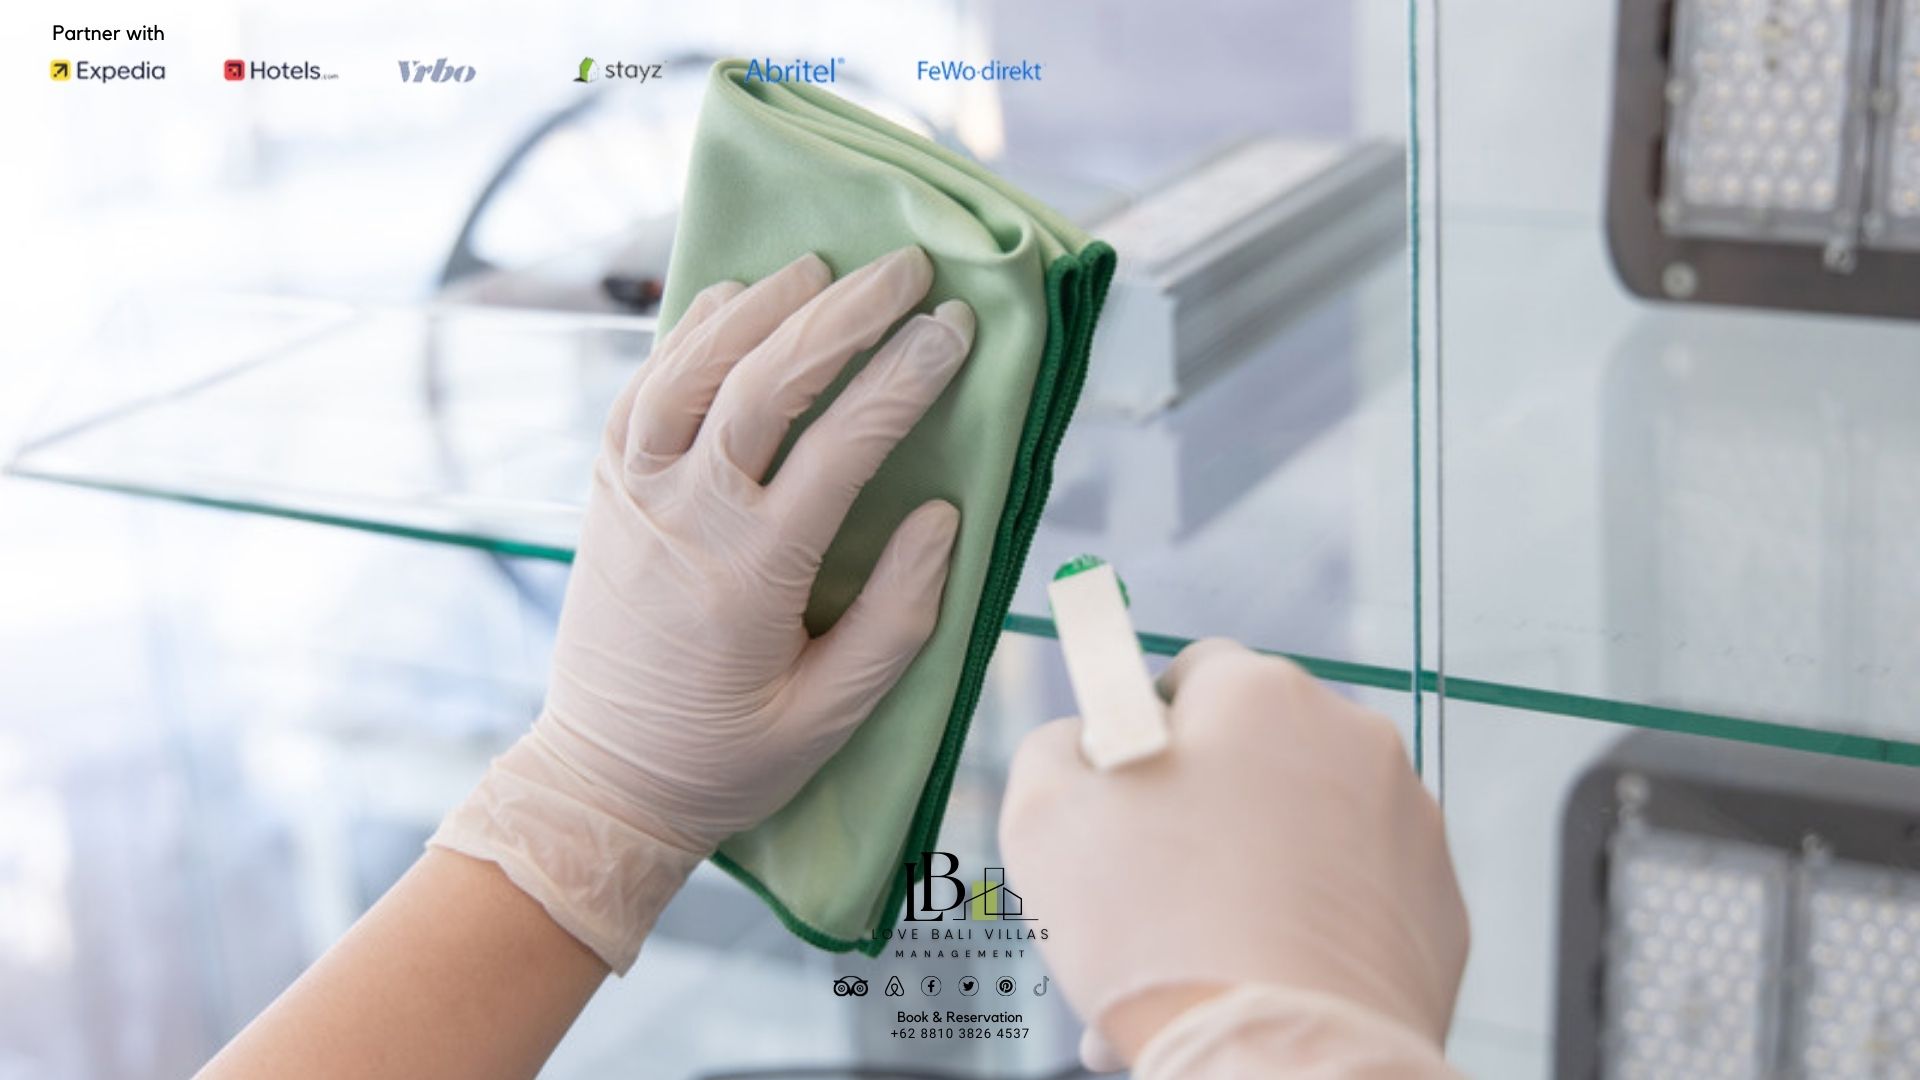 Partner with
Expedia Hotels.com Vrbo stayz Abritel® FeWo-direkt
LB
LOVE BALI VILLAS
MANAGEMENT
Book & Reservation
+62 8810 3826 4537